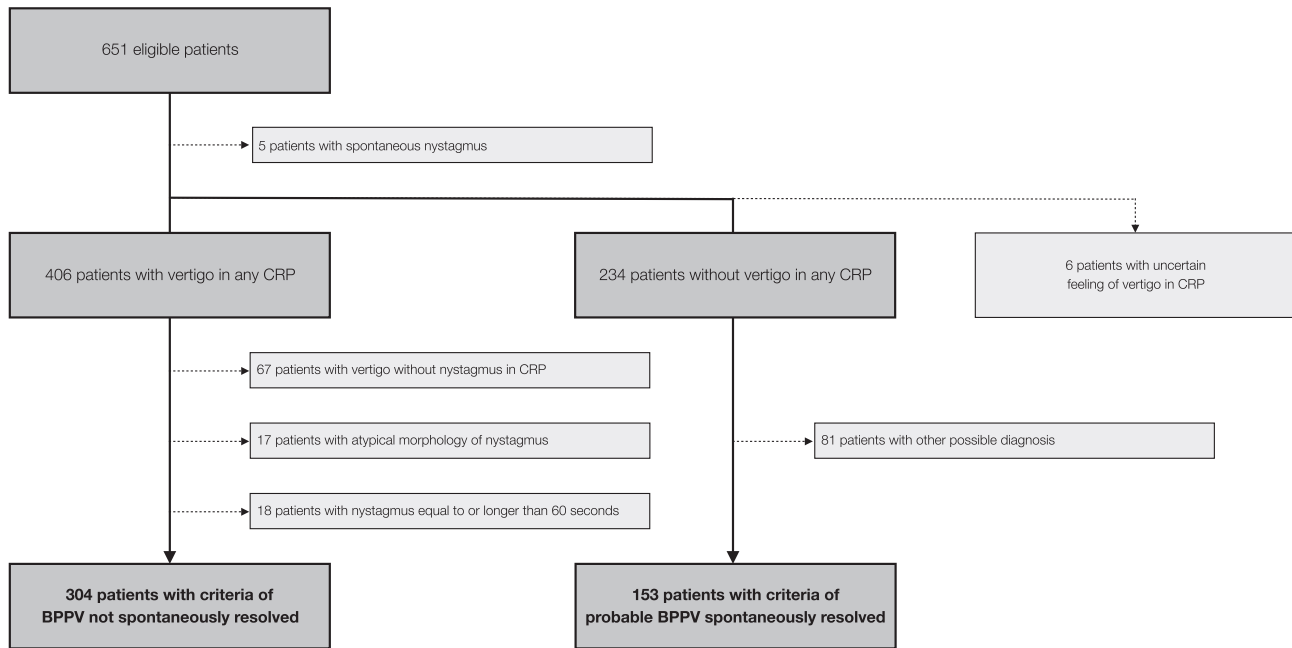 651 eligible patients
5 patients with spontaneous nystagmus
406 patients with vertigo in any CRP
234 patients without vertigo in any CRP
6 patients with uncertain
feeling of vertigo in CRP
67 patients with vertigo without nystagmus in CRP
17 patients with atypical morphology of nystagmus
81 patients with other possible diagnosis
18 patients with nystagmus equal to or longer than 60 seconds
304 patients with criteria of
BPPV not spontaneously resolved
153 patients with criteria of
probable BPPV spontaneously resolved